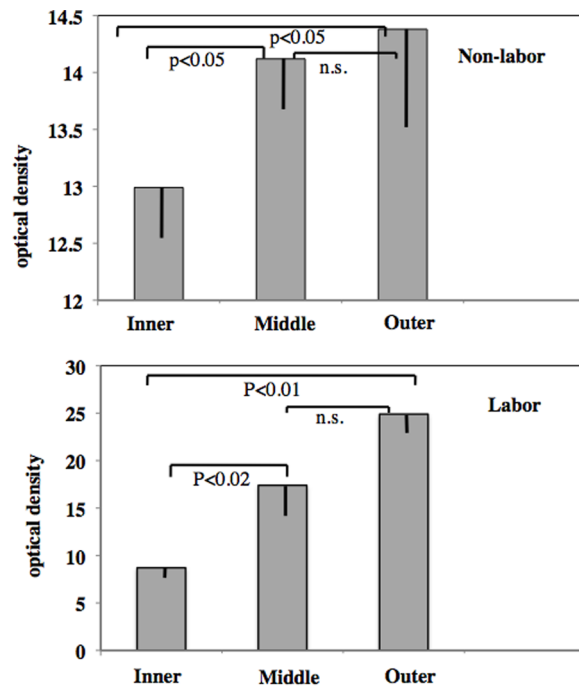 14.5
p<0.05
Non-labor
p<0.05
n.s.
14
13.5
13
12.5
12
optical density
Inner Middle Outer
30
P<0.01
Labor
25
n.s.
20
P<0.02
15
10
5
0
optical density
Inner Middle Outer